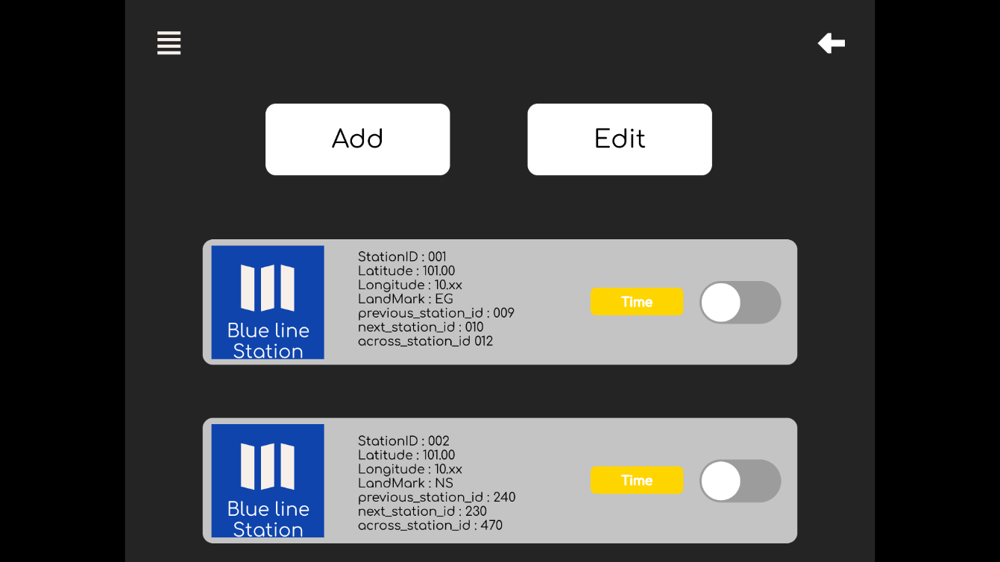 Add
Edit
StationID : 001
Latitude : 101.00
Longitude : 10.xx
LandMark : EG
previous_station_id : 009
next_station_id : 010
across_station_id 012
Blue line
Station
Time
StationID : 002
Latitude : 101.00
Longitude : 10.xx
LandMark : NS
previous_station_id : 240
next_station_id : 230
across_station_id : 470
Blue line
Station
Time